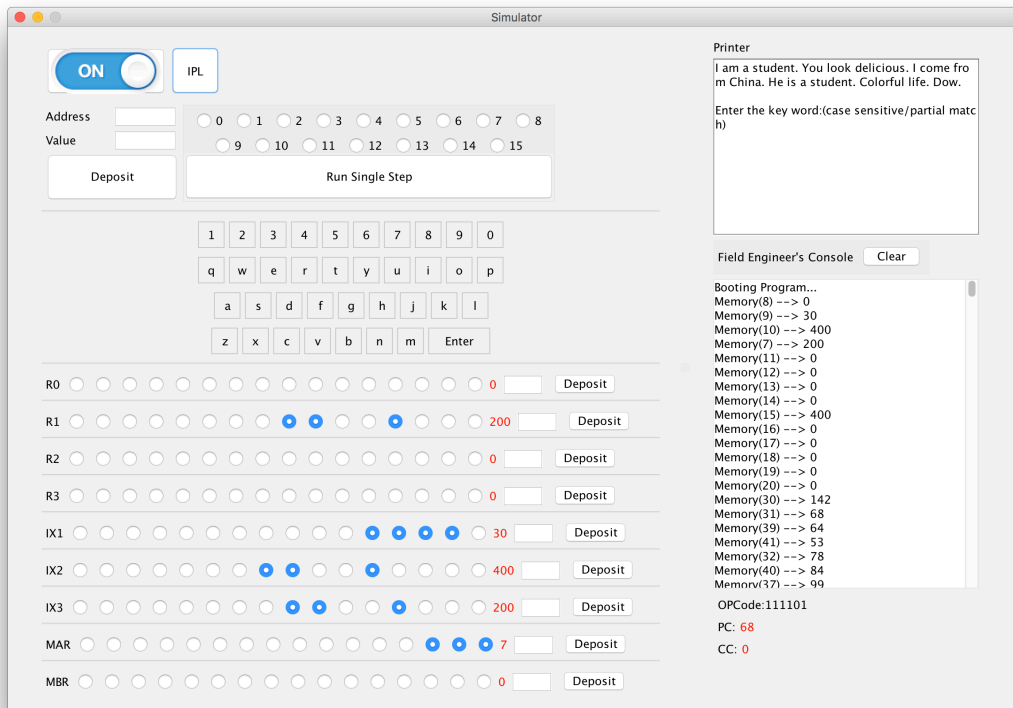 Simulator
ON
IPL
Address
Value
0 1 2 3 4 5 6 7 8
9 10 11 12 13 14 15
Deposit
Run Single Step
1 2 3 4 5 6 7 8 9 0
q w e r t y u i o p
a s d f g h j k l
z x c v b n m Enter
R0 0 Deposit
R1 200 Deposit
R2 0 Deposit
R3 0 Deposit
IX1 30 Deposit
IX2 400 Deposit
IX3 200 Deposit
MAR 7 Deposit
MBR 0 Deposit
Printer
I am a student. You look delicious. I come fro
m China. He is a student. Colorful life. Dow.
Enter the key word:(case sensitive/partial matc
h)
Field Engineer's Console Clear
Booting Program...
Memory(8) --> 0
Memory(9) --> 30
Memory(10) --> 400
Memory(7) --> 200
Memory(11) --> 0
Memory(12) --> 0
Memory(13) --> 0
Memory(14) --> 0
Memory(15) --> 400
Memory(16) --> 0
Memory(17) --> 0
Memory(18) --> 0
Memory(19) --> 0
Memory(20) --> 0
Memory(30) --> 142
Memory(31) --> 68
Memory(39) --> 64
Memory(41) --> 53
Memory(32) --> 78
Memory(40) --> 84
Memory(37) --> 99
OPCode:111101
PC: 68
CC: 0